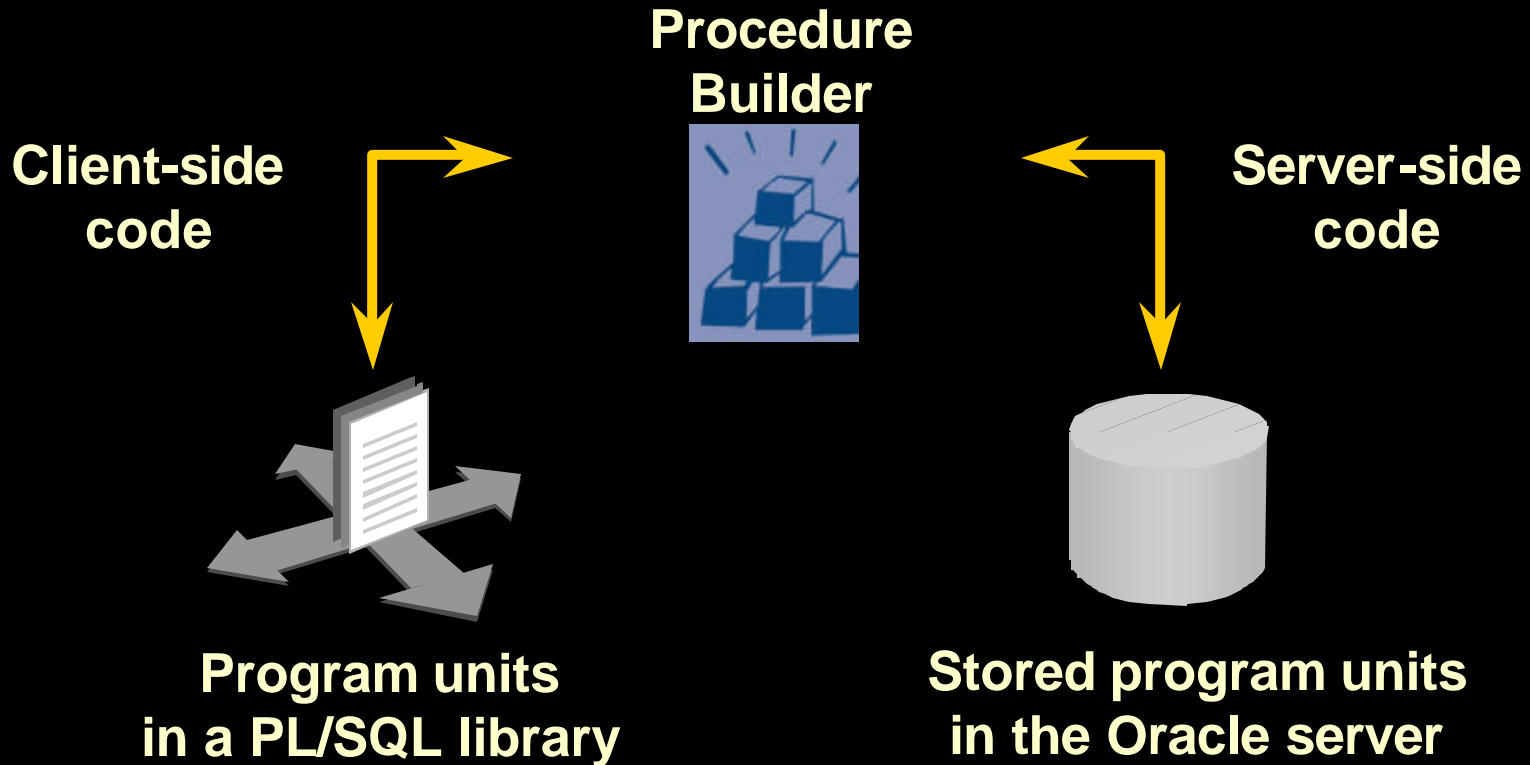 Procedure
Builder
Client-side
code
Server-side
code
Program units
in a PL/SQL library
Stored program units
in the Oracle server